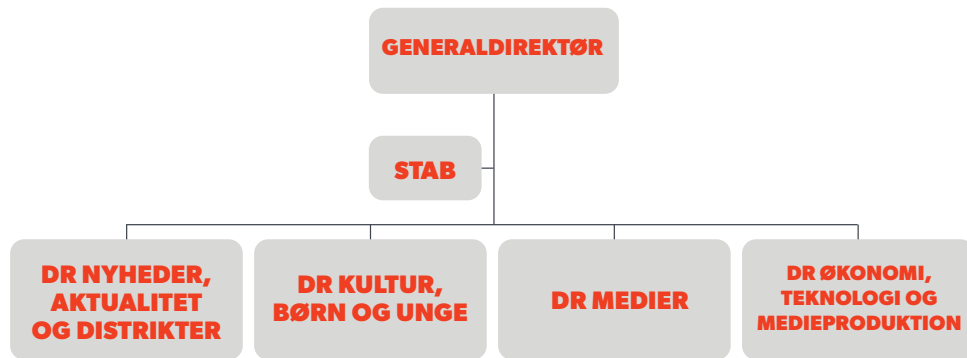 GENERALDIREKTØR
STAB
DR NYHEDER,
AKTUALITET
OG DISTRIKTER
DR KULTUR,
BØRN OG UNGE
DR MEDIER
DR ØKONOMI,
TEKNOLOGI OG
MEDIEPRODUKTION